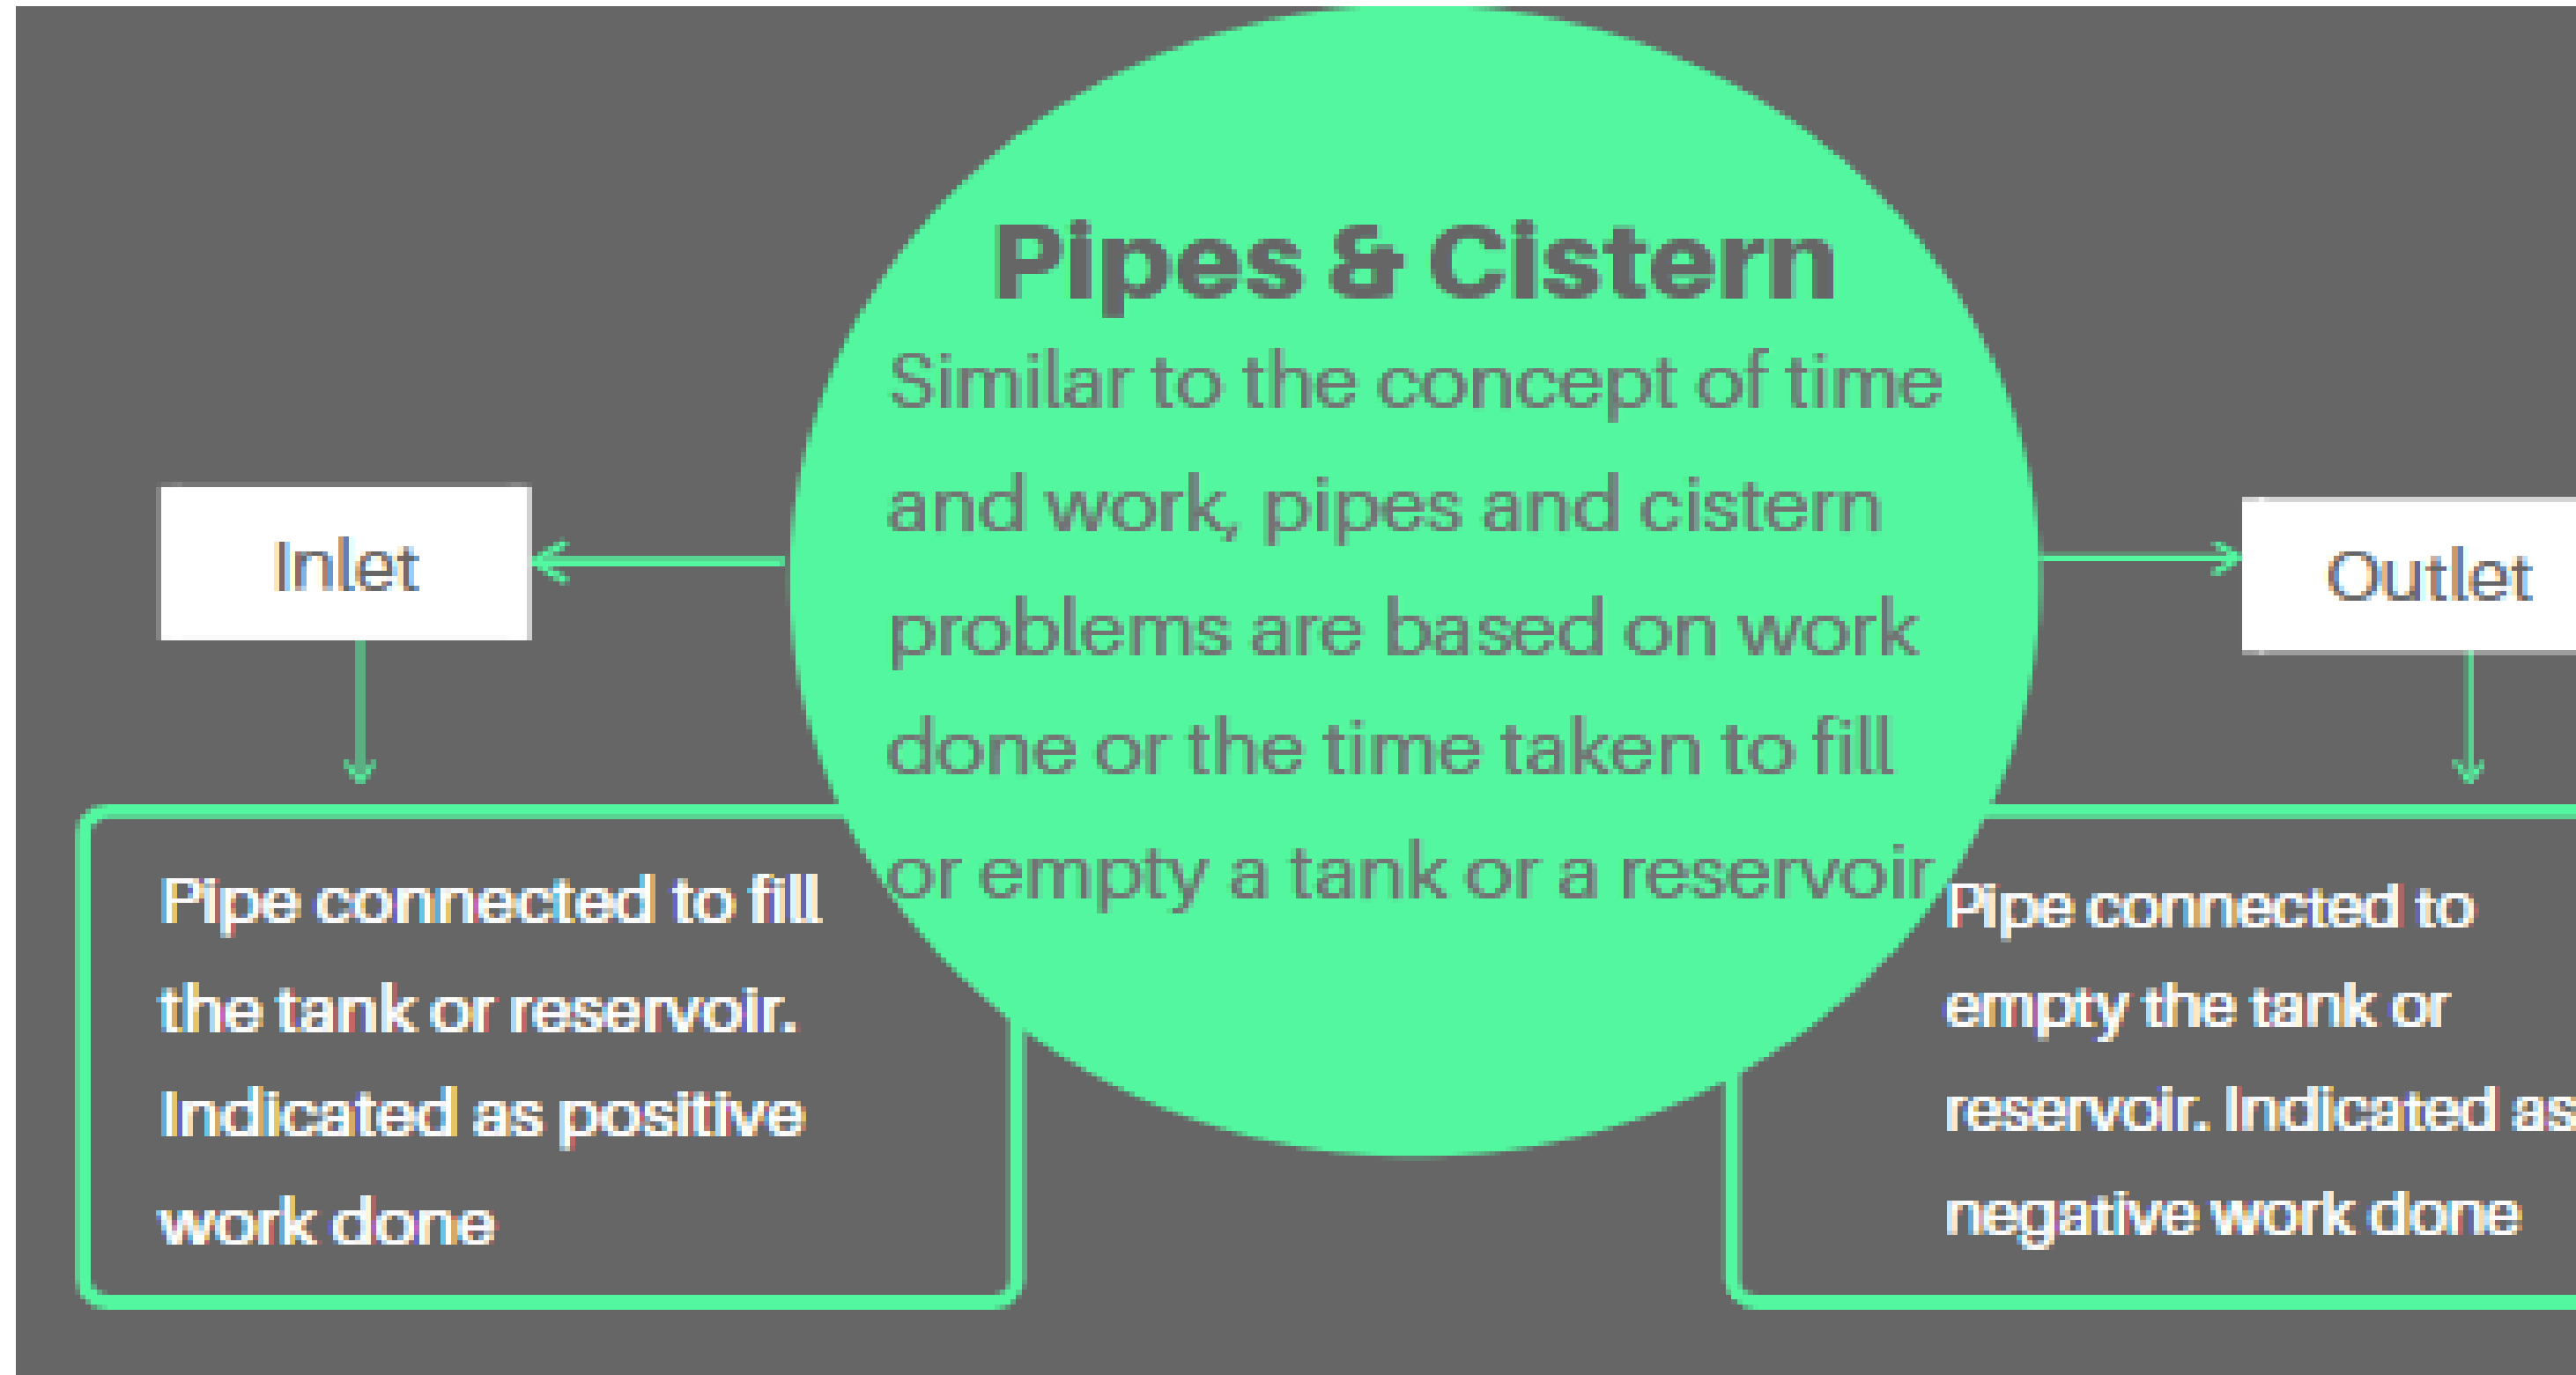 Pipes & Cistern
Similar to the concept of time
and work, pipes and cistern
problems are based on work
done or the time taken to fill
or empty a tank or a reservoir
Inlet
Outlet
Pipe connected to fill
the tank or reservoir.
Indicated as positive
work done
Pipe connected to
empty the tank or
reservoir. Indicated as
negative work done